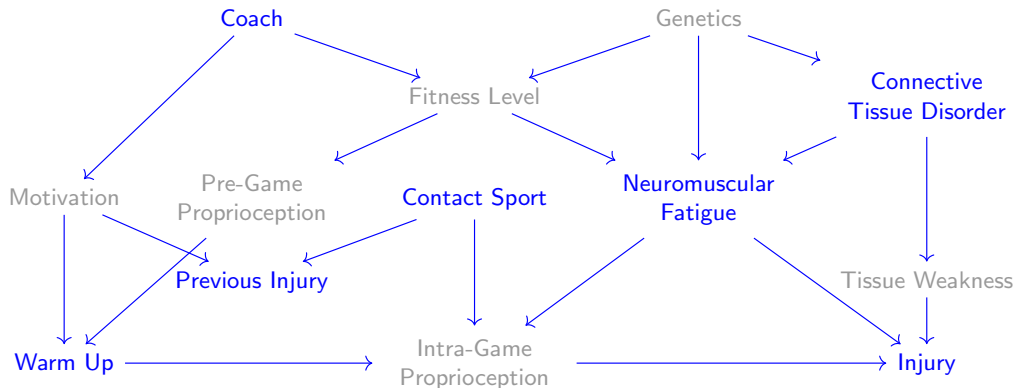 Coach
Genetics
Fitness Level
Connective
Tissue Disorder
Motivation
Pre-Game
Proprioception
Contact Sport
Neuromuscular
Fatigue
Previous Injury
Tissue Weakness
Warm Up
Intra-Game
Proprioception
Injury